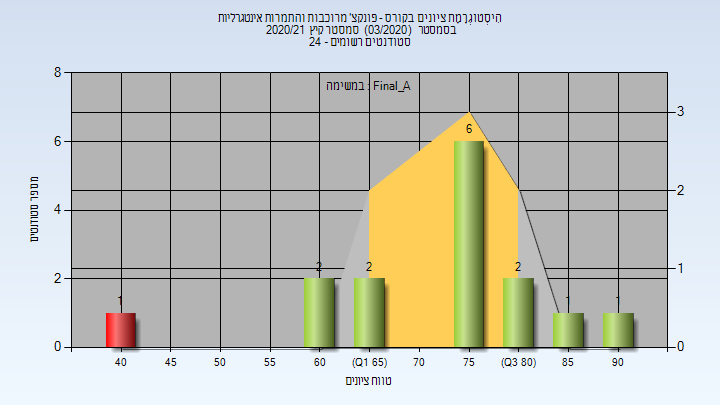 היסטוגרמת ציונים בקורס - פונקצ' מרוכבות והתמרות אינטגרליות
בסמסטר (03/2020) סמסטר קיץ 2020/21
סטודנטים רשומים - 24
במשימה : Final_A
מספר סטודנטים
8
6
4
2
0
3
2
1
0
1
2
2
6
2
1
1
40 45 50 55 60 (Q1 65) 70 75 (Q3 80) 85 90
טווח ציונים